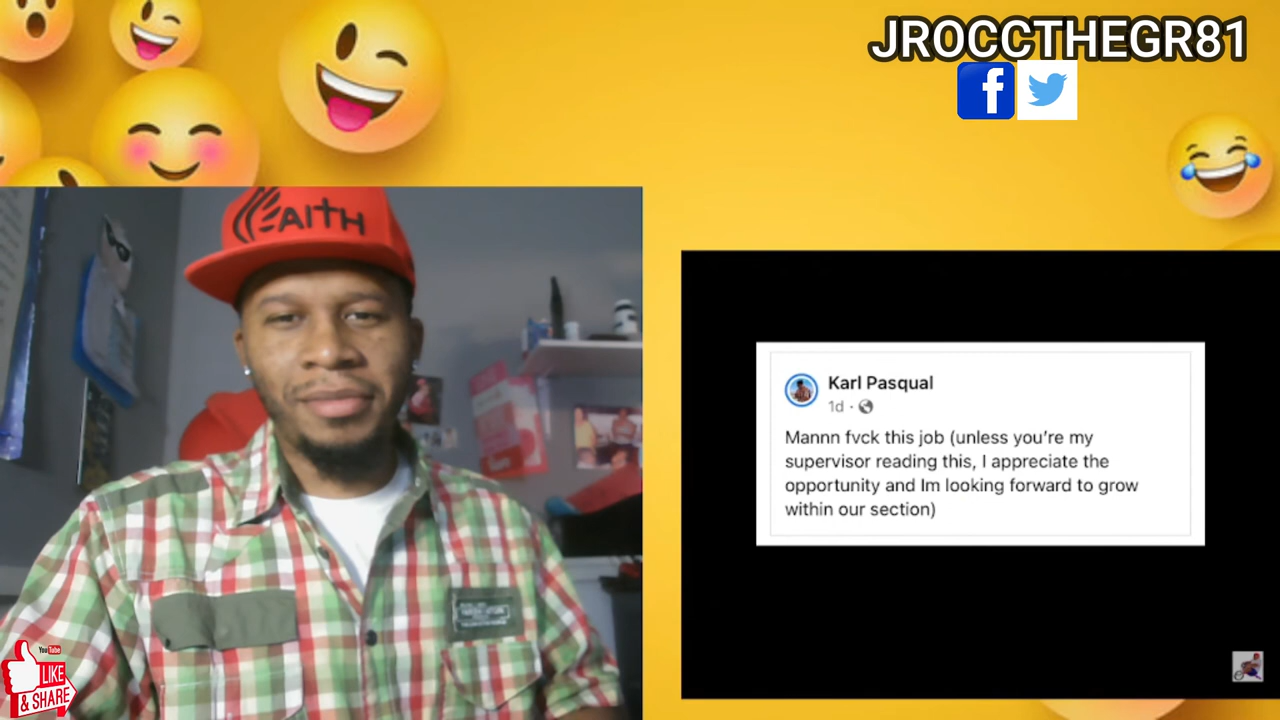 JROCCTHEGR81
FAITH
Karl Pasqual
1d
Mannn fvck this job (unless you're my
supervisor reading this, I appreciate the
opportunity and Im looking forward to grow
within our section)
YouTube
LIKE
& SHARE